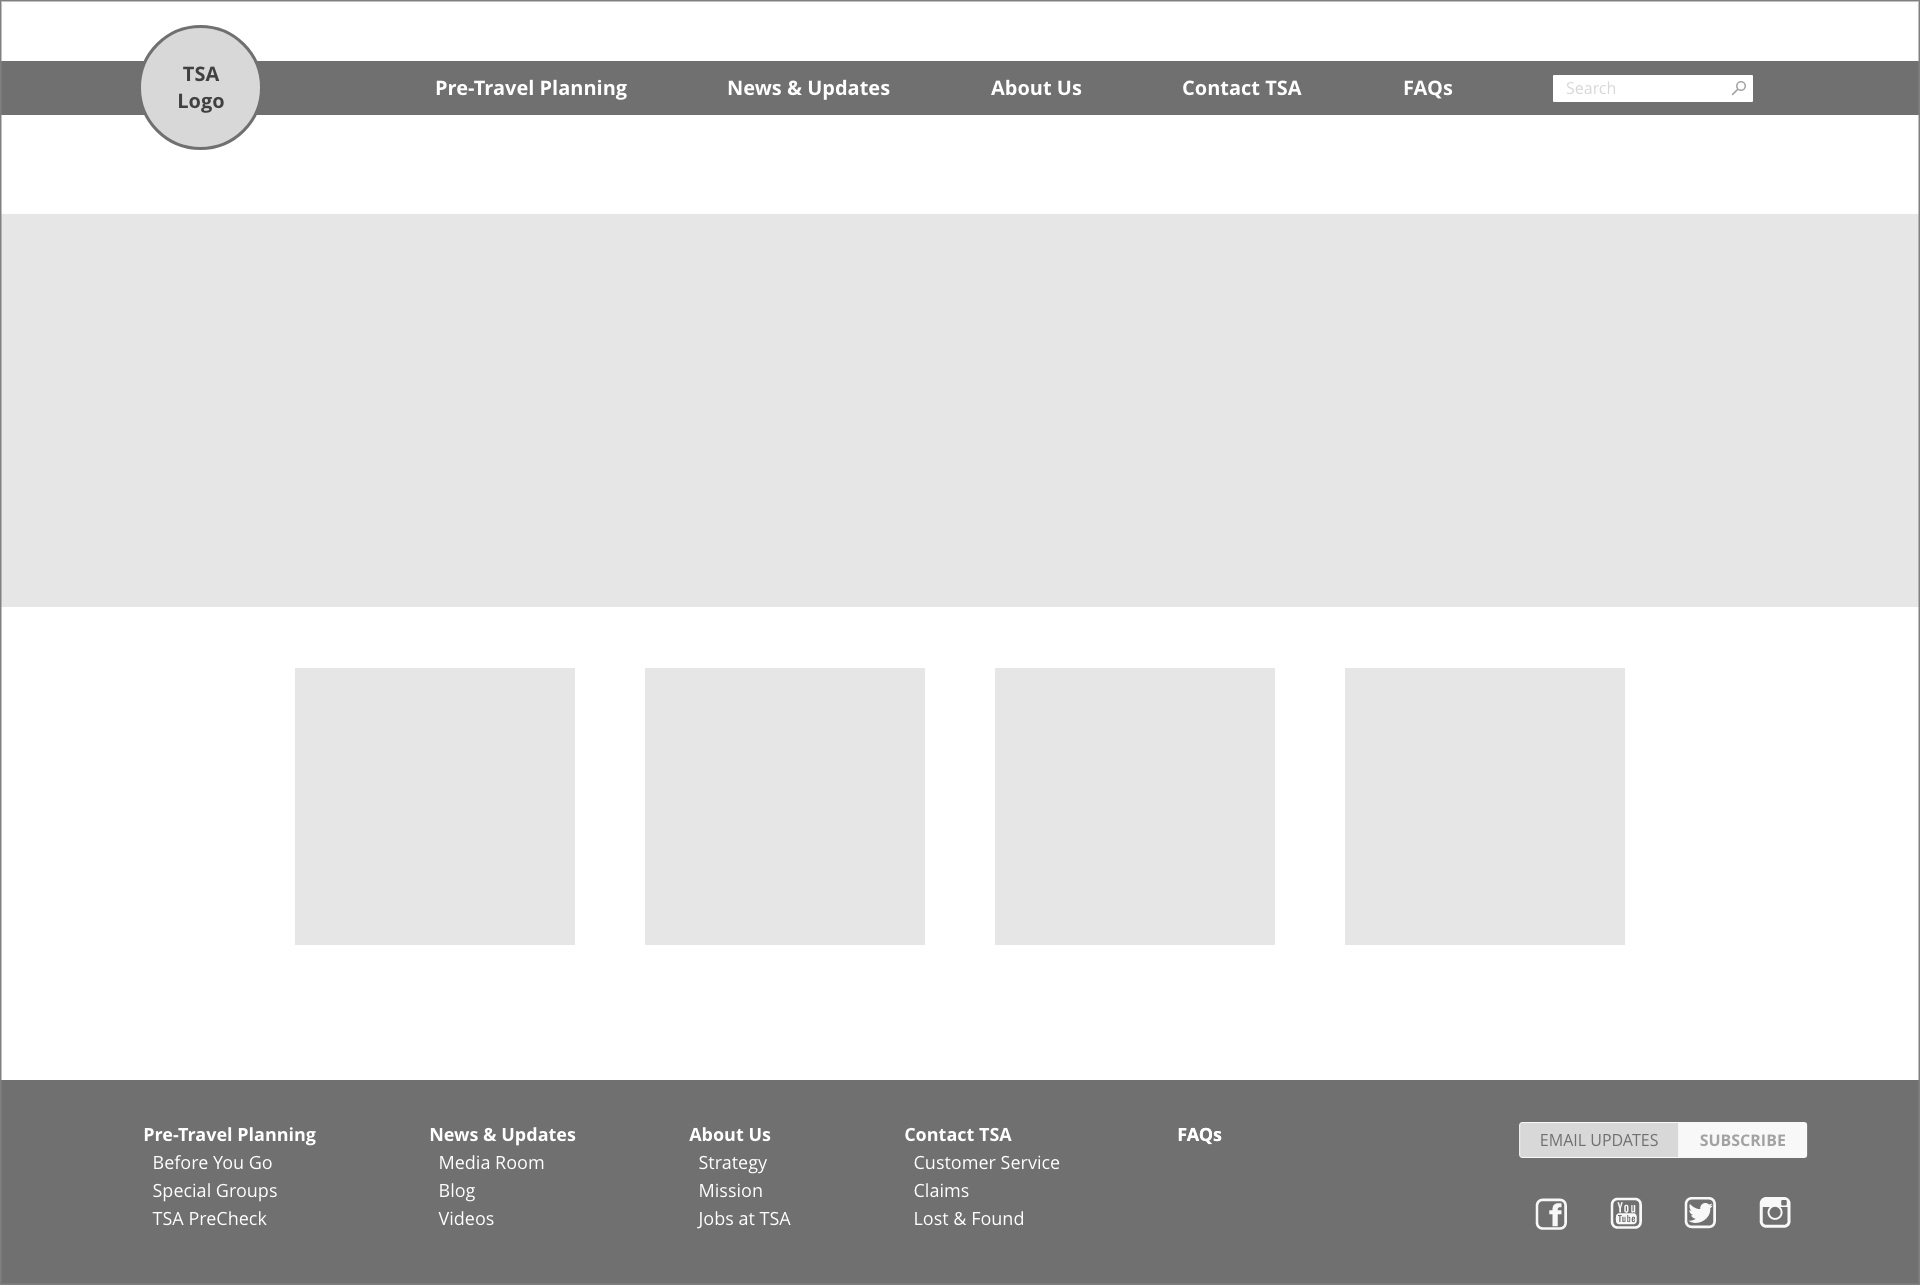 TSA
Logo
Pre-Travel Planning
News & Updates
About Us
Contact TSA
FAQs
Search
Pre-Travel Planning
Before You Go
Special Groups
TSA PreCheck
News & Updates
Media Room
Blog
Videos
About Us
Strategy
Mission
Jobs at TSA
Contact TSA
Customer Service
Claims
Lost & Found
FAQs
EMAIL UPDATES
SUBSCRIBE
You
Tube